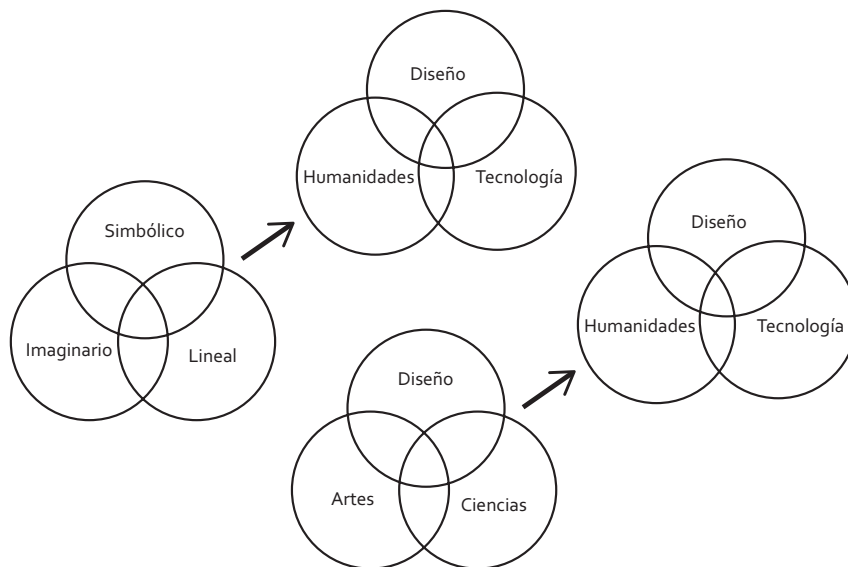 Diseño
Humanidades
Tecnología
Simbólico
Imaginario
Lineal
Diseño
Humanidades
Tecnología
Diseño
Artes
Ciencias